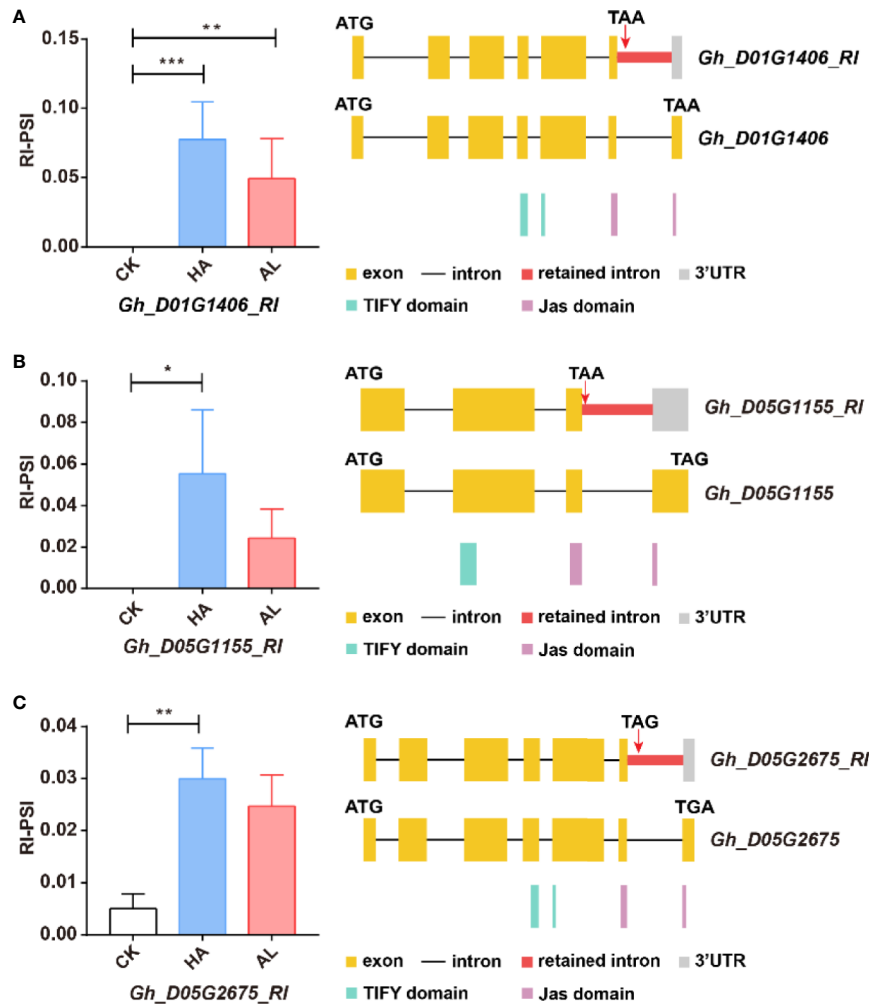 A
RI-PSI
0.15
0.10
0.05
0.00
**
***
CK
HA
AL
Gh_D01G1406_RI
ATG
TAA
Gh_D01G1406_RI
ATG
TAA
Gh_D01G1406
exon
intron
retained intron
3'UTR
TIFY domain
Jas domain
B
RI-PSI
0.10
0.08
0.06
0.04
0.02
0.00
*
CK
HA
AL
Gh_D05G1155_RI
ATG
TAA
Gh_D05G1155_RI
ATG
TAG
Gh_D05G1155
exon
intron
retained intron
3'UTR
TIFY domain
Jas domain
C
RI-PSI
0.04
0.03
0.02
0.01
0.00
**
CK
HA
AL
Gh_D05G2675_RI
ATG
TAG
Gh_D05G2675_RI
ATG
TGA
Gh_D05G2675
exon
intron
retained intron
3'UTR
TIFY domain
Jas domain